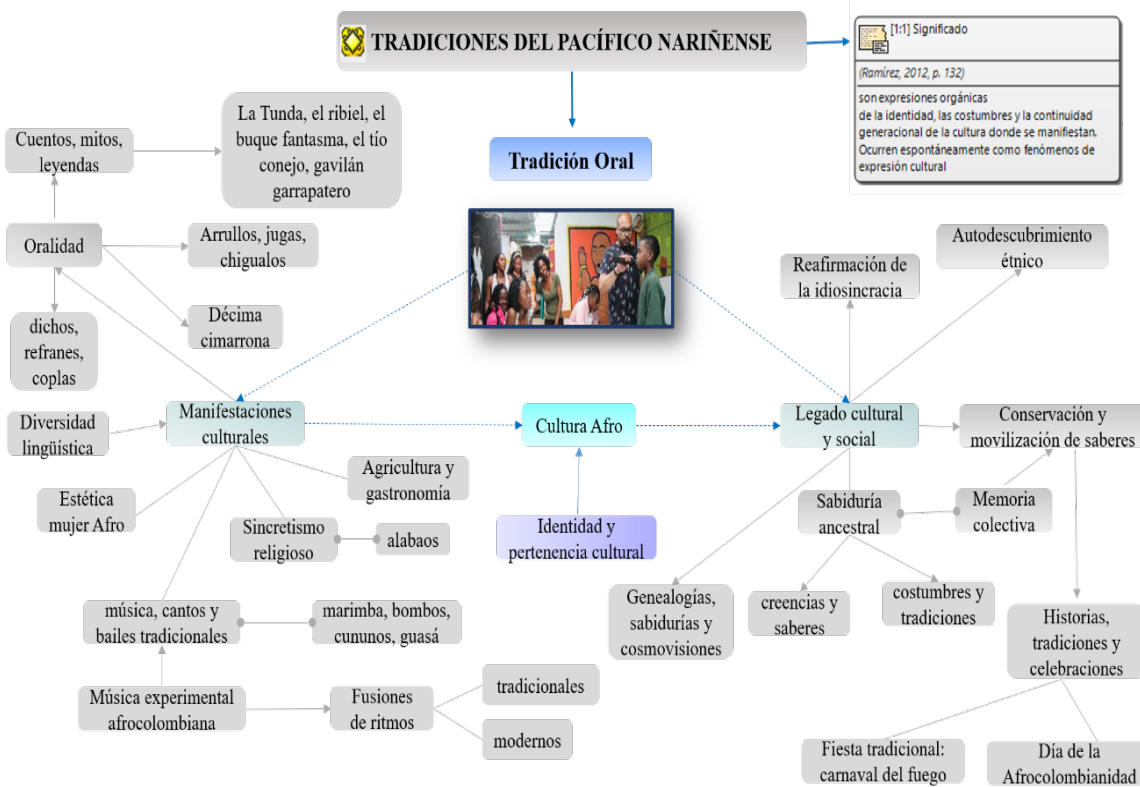 TRADICIONES DEL PACÍFICO NARIÑENSE
[1:1] Significado
(Ramírez, 2012, p. 132)
son expresiones orgánicas
de la identidad, las costumbres y la continuidad
generacional de la cultura donde se manifiestan.
Ocurren espontáneamente como fenómenos de
expresión cultural
Tradición Oral
Cuentos, mitos,
leyendas
La Tunda, el ribiel, el
buque fantasma, el tío
conejo, gavilán
garrapatero
Oralidad
Arrullos, jugas,
chigualos
Décima
cimarrona
dichos,
refranes,
coplas
Reafirmación de
la idiosincracia
Autodescubrimiento
étnico
Diversidad
lingüística
Manifestaciones
culturales
Cultura Afro
Legado cultural
y social
Conservación y
movilización de saberes
Estética
mujer Afro
Agricultura y
gastronomía
Sincretismo
religioso
alabaos
Identidad y
pertenencia cultural
Sabiduría
ancestral
Memoria
colectiva
música, cantos y
bailes tradicionales
marimba, bombos,
cununos, guasá
Genealogías,
sabidurías y
cosmovisiones
creencias y
saberes
costumbres y
tradiciones
Historias,
tradiciones y
celebraciones
Música experimental
afrocolombiana
Fusiones
de ritmos
tradicionales
modernos
Fiesta tradicional:
carnaval del fuego
Día de la
Afrocolombianidad